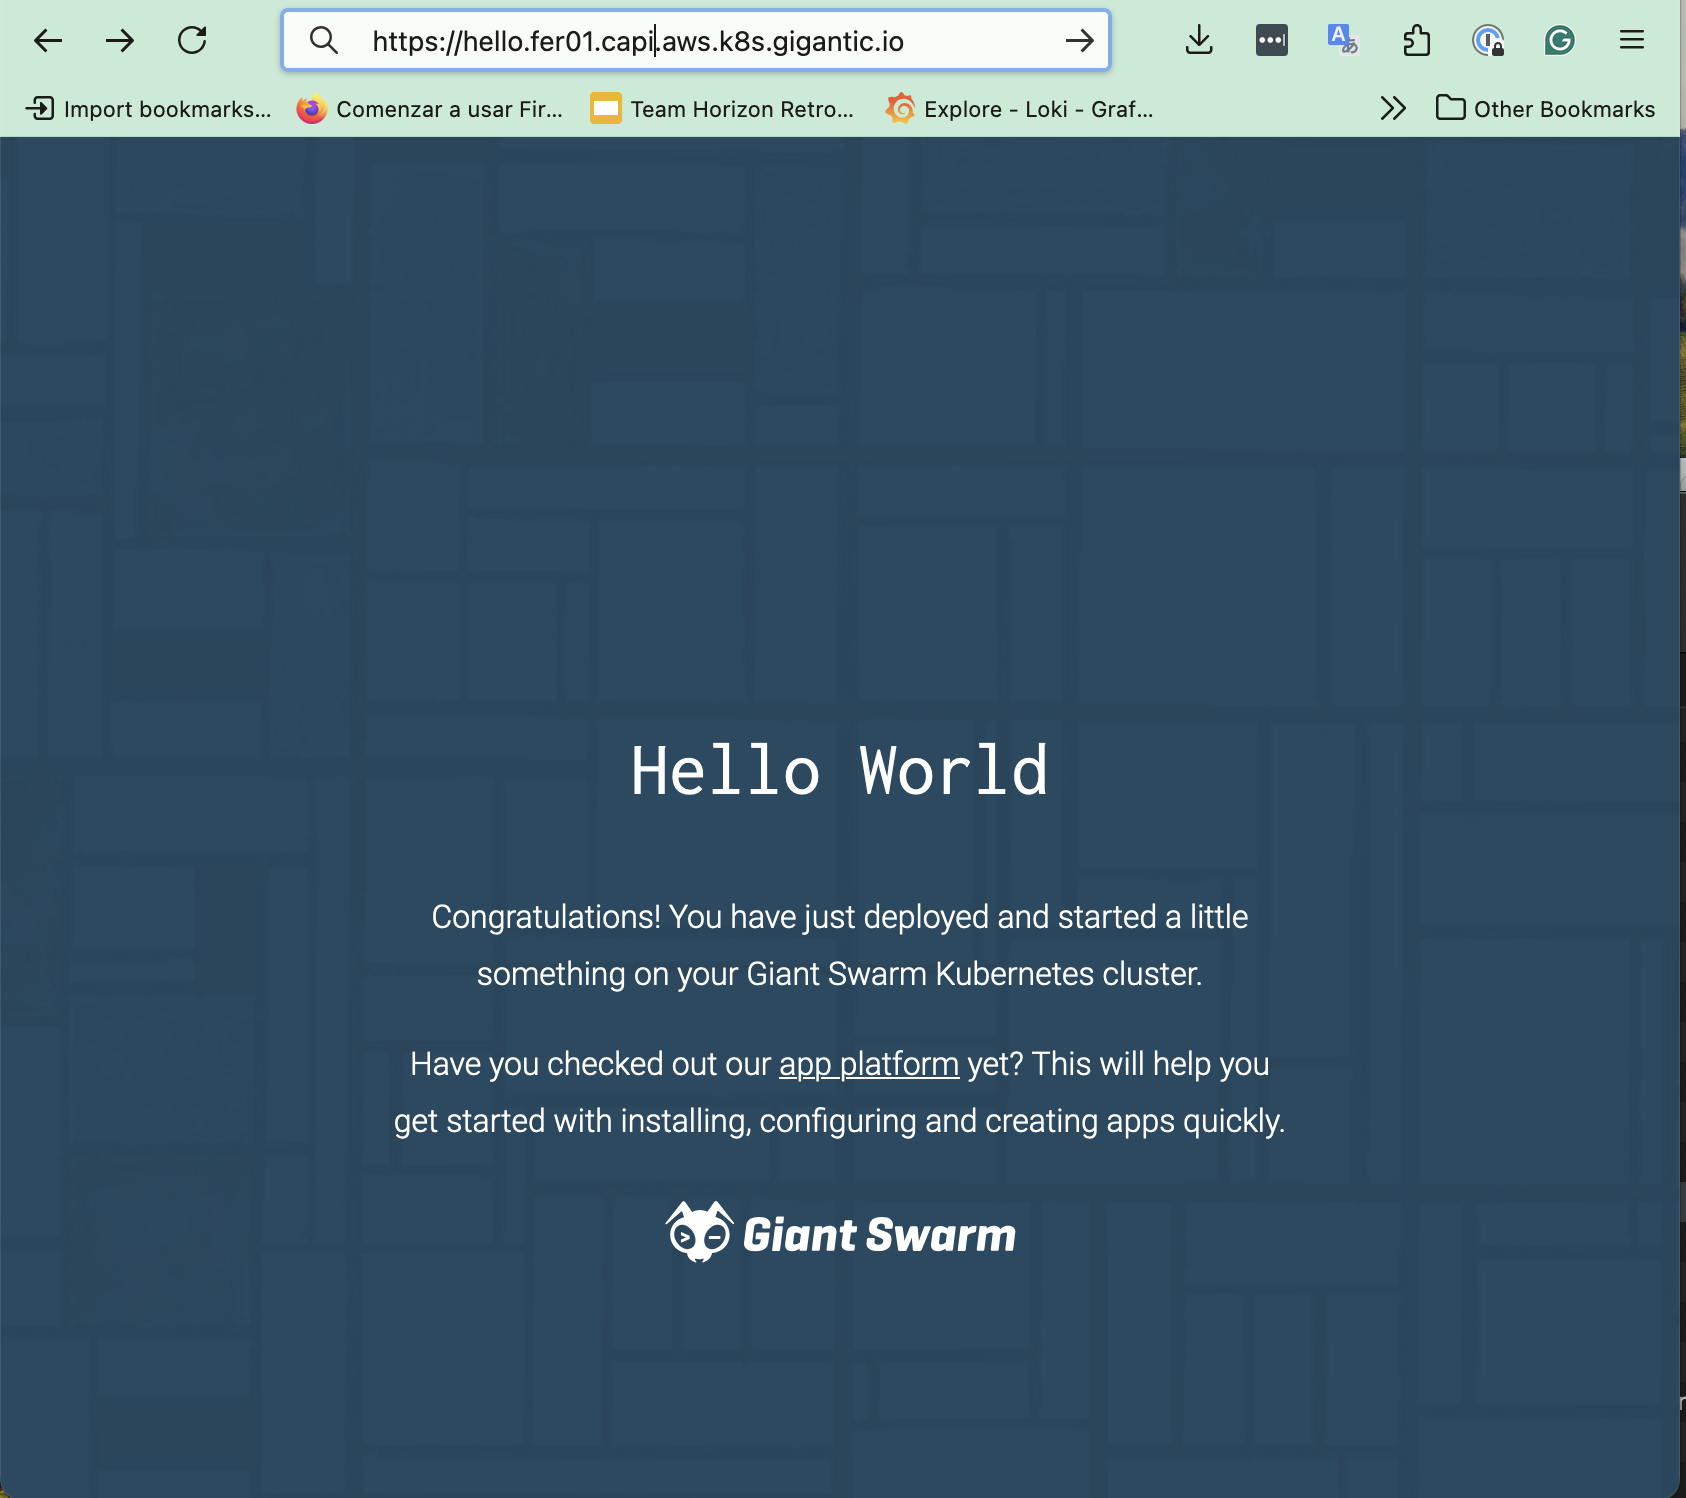 https://hello.fer01.capi.aws.k8s.gigantic.io
Import bookmarks... Comenzar a usar Fir... Team Horizon Retro... Explore - Loki - Graf... Other Bookmarks
Hello World
Congratulations! You have just deployed and started a little
something on your Giant Swarm Kubernetes cluster.
Have you checked out our app platform yet? This will help you
get started with installing, configuring and creating apps quickly.
Giant Swarm